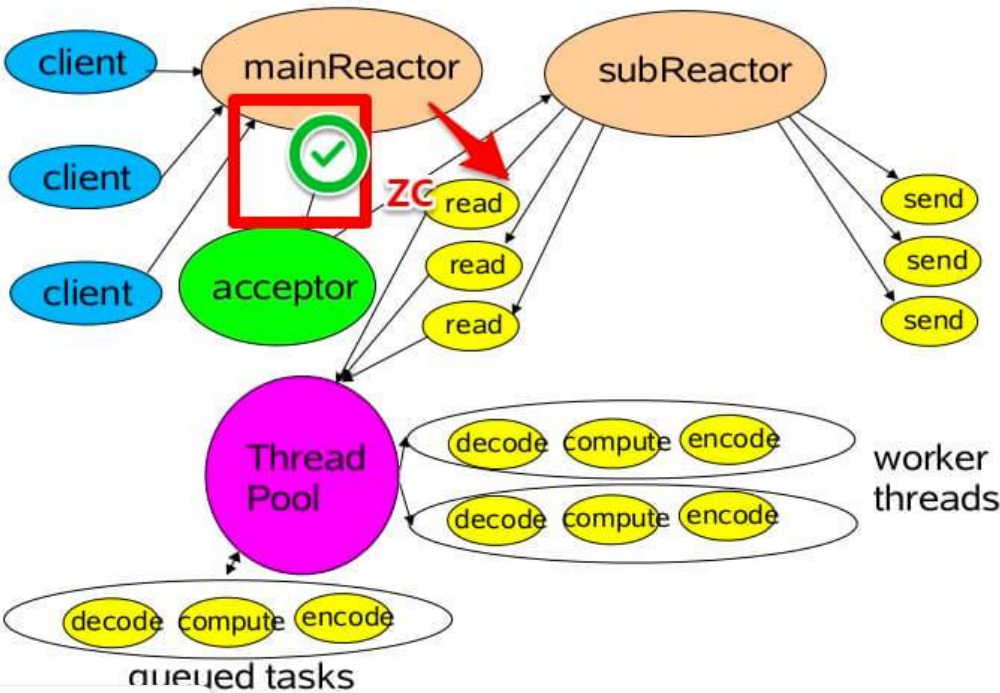 client
mainReactor
subReactor
client
ZC
read
send
client
acceptor
read
send
read
send
Thread
Pool
decode
compute
encode
worker
threads
decode
compute
encode
decode
compute
encode
queued tasks